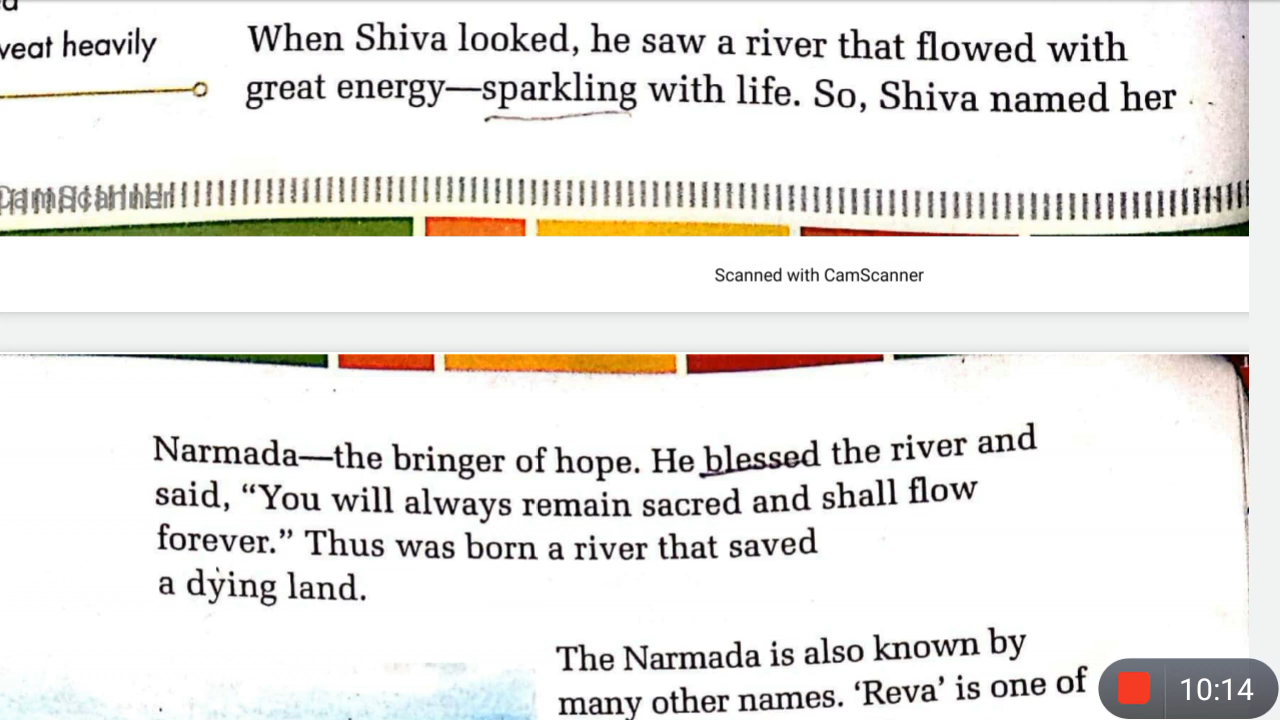 veat heavily
When Shiva looked, he saw a river that flowed with
great energy—sparkling with life. So, Shiva named her
CamScanner
Scanned with CamScanner
Narmada—the bringer of hope. He blessed the river and
said, “You will always remain sacred and shall flow
forever.” Thus was born a river that saved
a dying land.
The Narmada is also known by
many other names. ‘Reva’ is one of
10:14